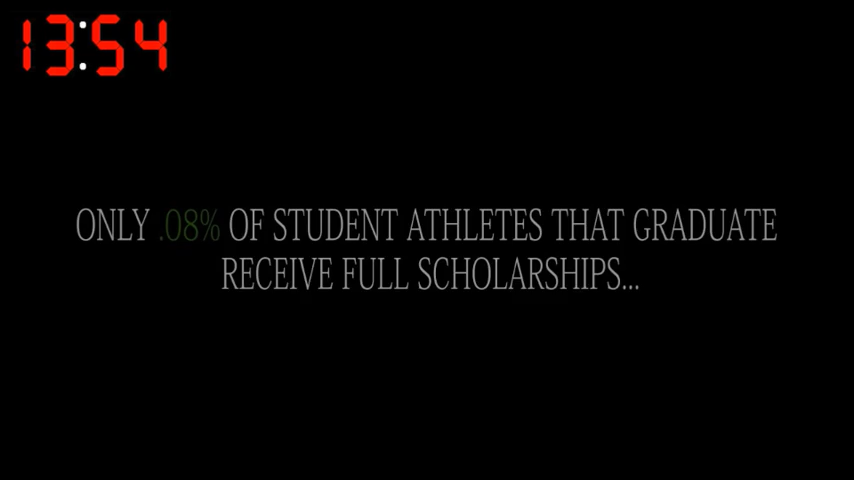 13:54
ONLY .08% OF STUDENT ATHLETES THAT GRADUATE
RECEIVE FULL SCHOLARSHIPS...